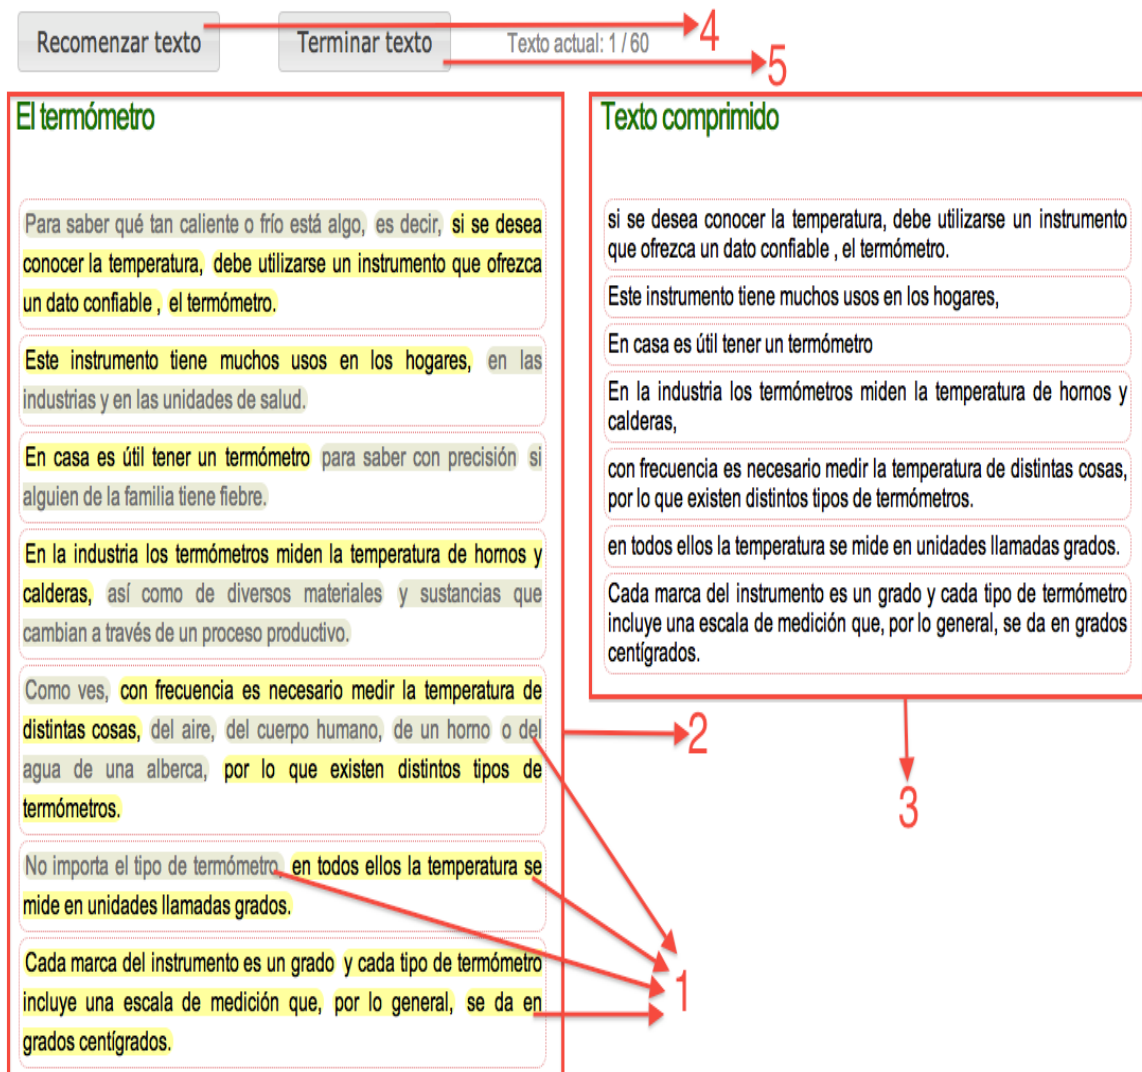 Recomenzar texto
Terminar texto
Texto actual: 1 / 60
4
5
El termómetro
Para saber qué tan caliente o frío está algo, es decir, si se desea
conocer la temperatura, debe utilizarse un instrumento que ofrezca
un dato confiable , el termómetro.
Este instrumento tiene muchos usos en los hogares, en las
industrias y en las unidades de salud.
En casa es útil tener un termómetro para saber con precisión si
alguien de la familia tiene fiebre.
En la industria los termómetros miden la temperatura de hornos y
calderas, así como de diversos materiales y sustancias que
cambian a través de un proceso productivo.
Como ves, con frecuencia es necesario medir la temperatura de
distintas cosas, del aire, del cuerpo humano, de un horno o del
agua de una alberca, por lo que existen distintos tipos de
termómetros.
No importa el tipo de termómetro, en todos ellos la temperatura se
mide en unidades llamadas grados.
Cada marca del instrumento es un grado y cada tipo de termómetro
incluye una escala de medición que, por lo general, se da en
grados centígrados.
Texto comprimido
si se desea conocer la temperatura, debe utilizarse un instrumento
que ofrezca un dato confiable , el termómetro.
Este instrumento tiene muchos usos en los hogares,
En casa es útil tener un termómetro
En la industria los termómetros miden la temperatura de hornos y
calderas,
con frecuencia es necesario medir la temperatura de distintas cosas,
por lo que existen distintos tipos de termómetros.
en todos ellos la temperatura se mide en unidades llamadas grados.
Cada marca del instrumento es un grado y cada tipo de termómetro
incluye una escala de medición que, por lo general, se da en grados
centígrados.
2
3
1